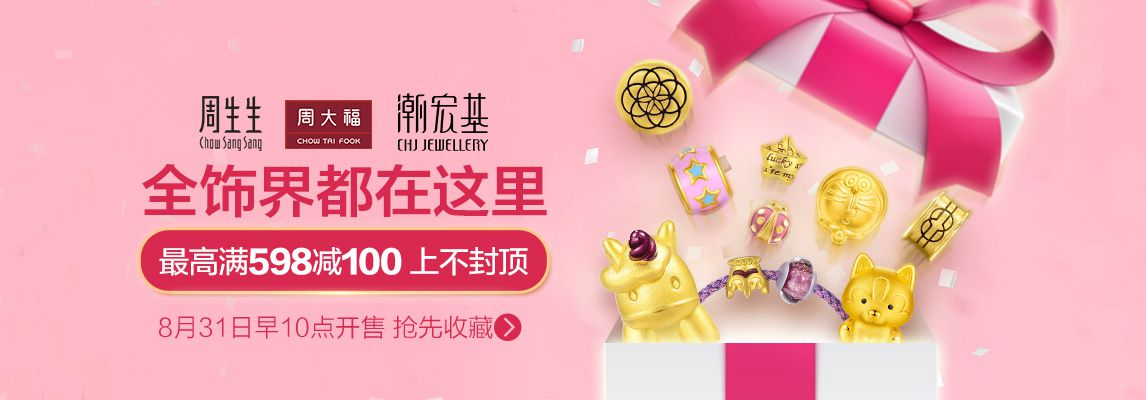 周生生
Chow Sang Sang
周大福
CHOW TAI FOOK
潮宏基
CHJ JEWELLERY
全饰界都在这里
最高满598减100 上不封顶
8月31日早10点开售 抢先收藏